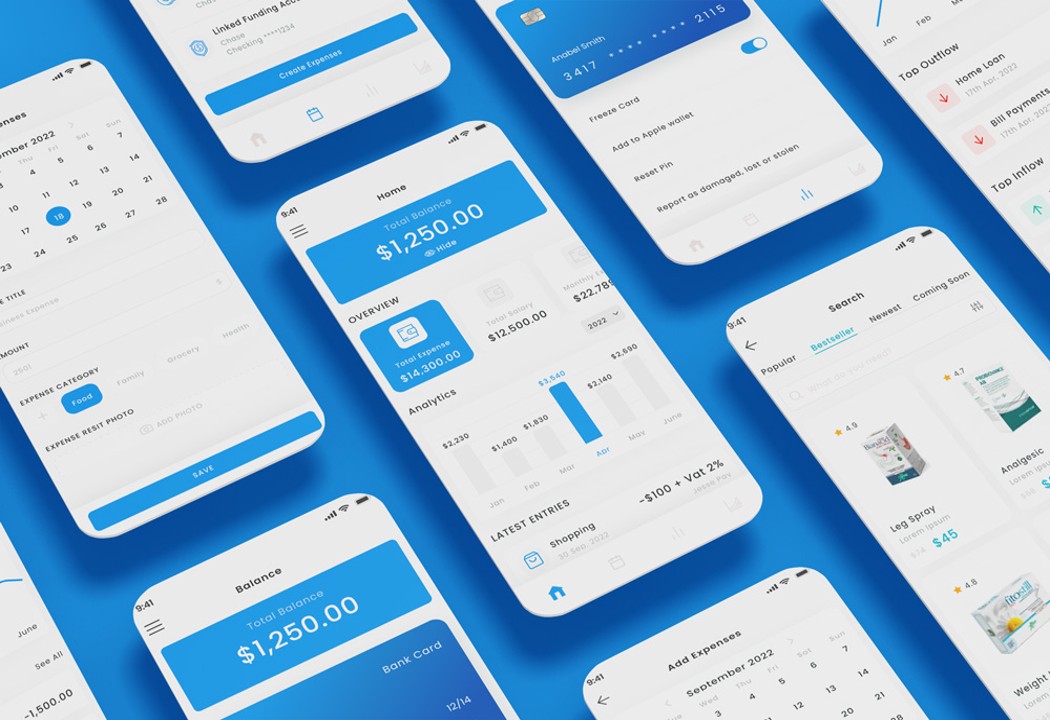 enses
ember 2022
Thu Fri Sat Sun
4 5 6 7
10 11 12 13 14
17 18 19 20 21
23 24 25 26 27 28
E TITLE
siness Expense
MOUNT
$
EXPENSE CATEGORY
+ Food Family Grocery Health
EXPENSE RESIT PHOTO
ADD PHOTO
SAVE
Linked Funding Acco
Chase
Checking ****1234
Create Expenses
9:41
Home
Total Balance
$1,250.00
Hide
OVERVIEW
Total Expense
$14,300.00
Total Salary
$12,500.00
Monthly
$22,789
Analytics
2022
$2,230
$1,400
$1,830
$3,540
$2,140
$2,690
Jan Feb Mar Apr May June
LATEST ENTRIES
Shopping
30 Sep, 2022
-$100 + Vat 2%
Anabel Smith
3417 **** **** 2115
Freeze Card
Add to Apple wallet
Reset Pin
Report as damaged, lost or stolen
Jan Feb Mar
Top Outflow
Home Loan
17th Apr, 2022
Bill Payments
17th Apr, 2022
Top Inflow
9:41
Search
Popular Bestseller Newest Coming Soon
4.9
Leg Spray
Lorem Ipsum
$45
4.7
Analgesic
Lorem Ips
4.8
fitostill
Weight
June
See All
-1,500.00
9:41
Balance
Total Balance
$1,250.00
Bank Card
12/14
9:41
Add Expenses
September 2022
Tue Wed Thu Fri Sat Sun
3 4 5 6 7
11 12 13 14
20 21
28